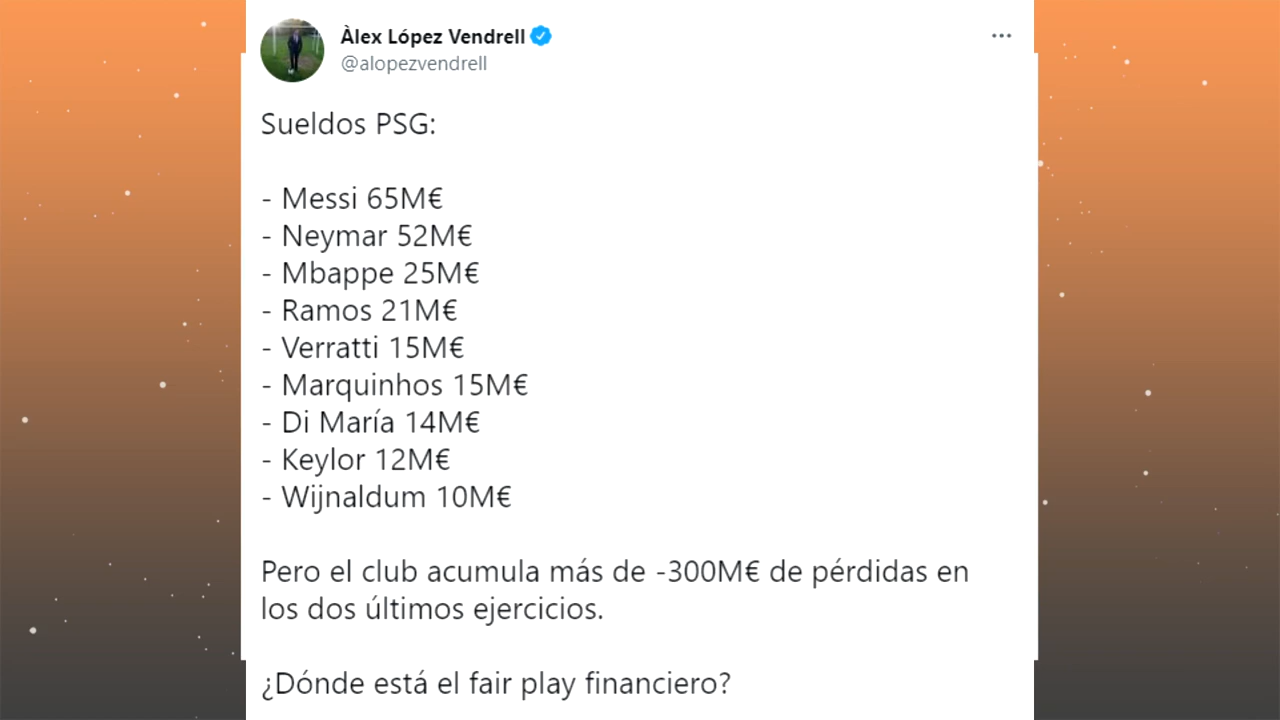 Àlex López Vendrell
@alopezvendrell
Sueldos PSG:
- Messi 65M€
- Neymar 52M€
- Mbappe 25M€
- Ramos 21M€
- Verratti 15M€
- Marquinhos 15M€
- Di María 14M€
- Keylor 12M€
- Wijnaldum 10M€
Pero el club acumula más de -300M€ de pérdidas en
los dos últimos ejercicios.
¿Dónde está el fair play financiero?